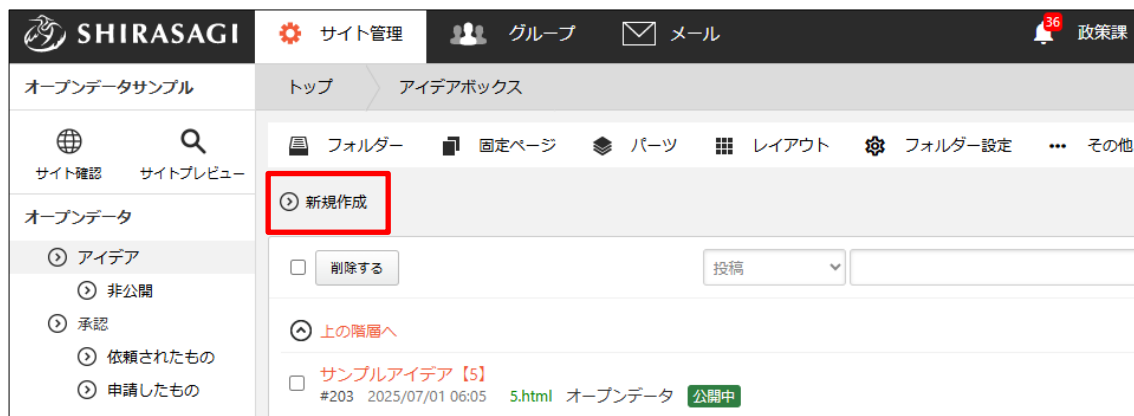 SHIRASAGI サイト管理 グループ メール 36 政策課
オープンデータサンプル トップ アイデアボックス
フォルダー 固定ページ パーツ レイアウト フォルダー設定 その他
サイト確認 サイトプレビュー
新規作成
オープンデータ
アイデア
削除する 投稿
非公開
承認
上の階層へ
依頼されたもの
サンプルアイデア【5】
申請したもの
#203 2025/07/01 06:05 5.html オープンデータ 公開中